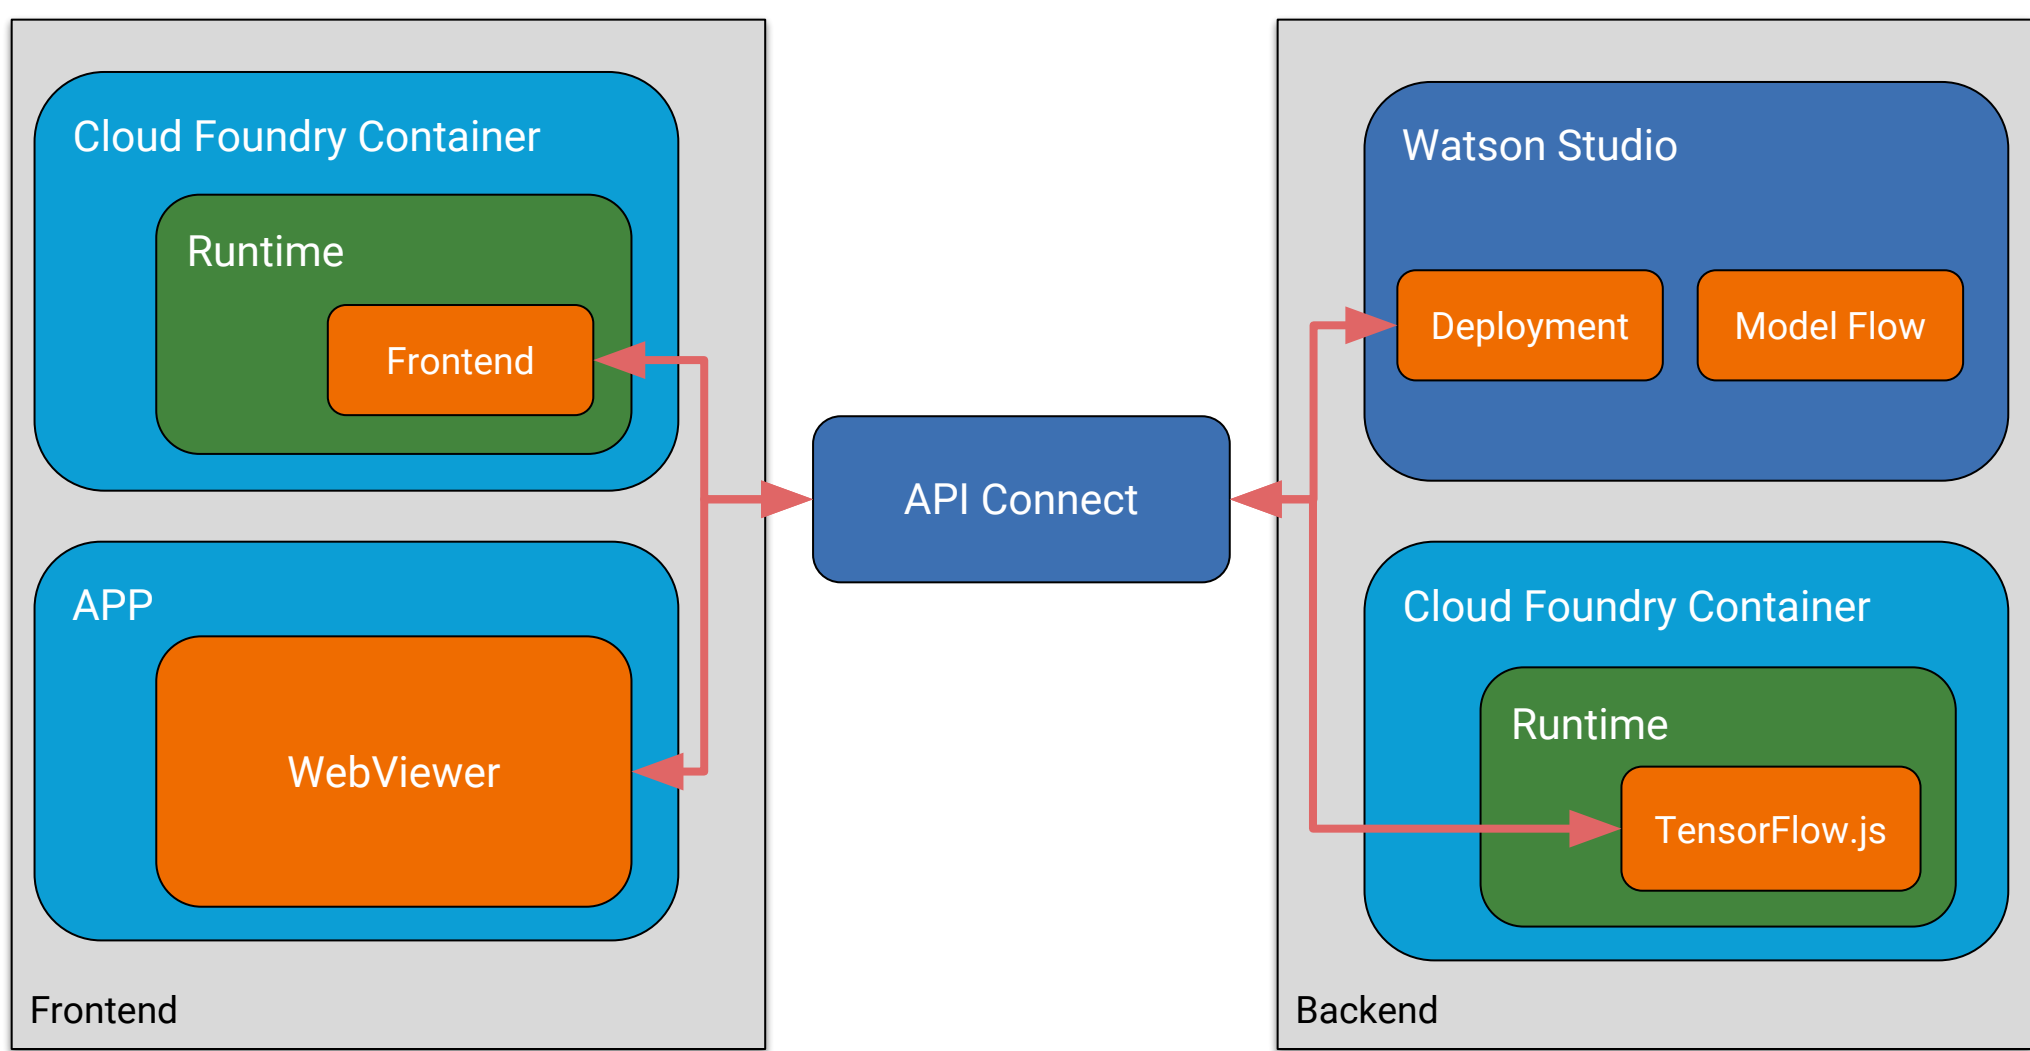 Cloud Foundry Container
Runtime
Frontend
APP
WebViewer
Frontend
API Connect
Watson Studio
Deployment
Model Flow
Cloud Foundry Container
Runtime
TensorFlow.js
Backend